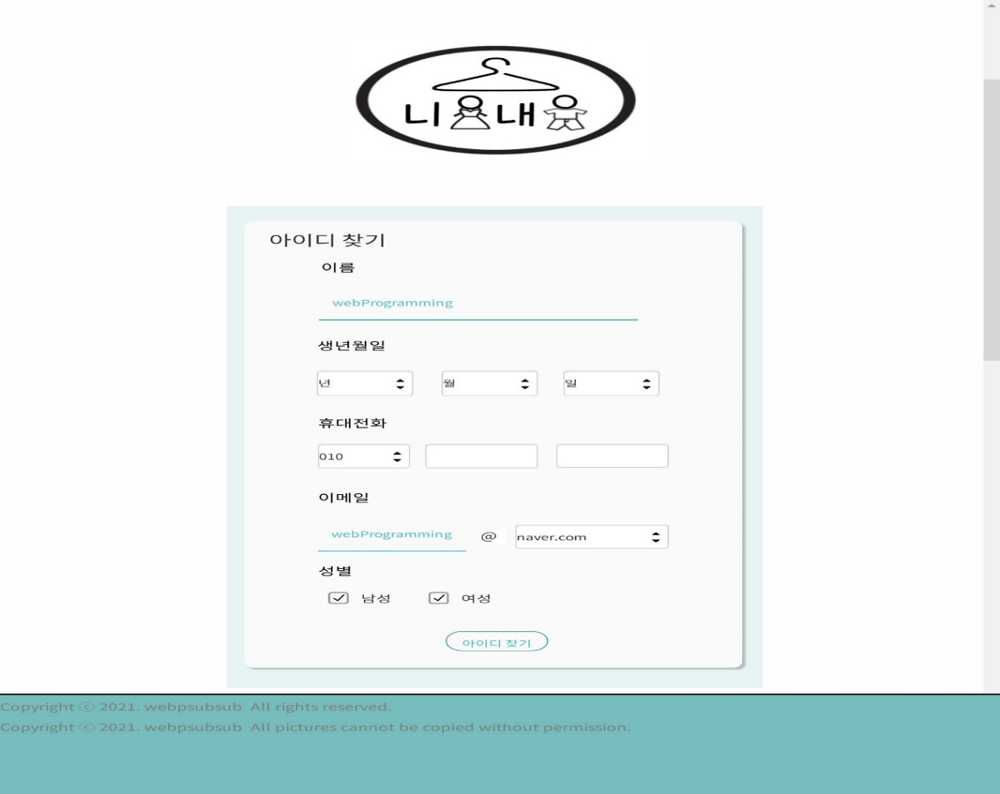 니옷내옷
아이디 찾기
이름
webProgramming
생년월일
년 월 일
휴대전화
010
이메일
webProgramming @ naver.com
성별
남성 여성
아이디 찾기
Copyright ⓒ 2021. webpsubsub All rights reserved.
Copyright ⓒ 2021. webpsubsub All pictures cannot be copied without permission.